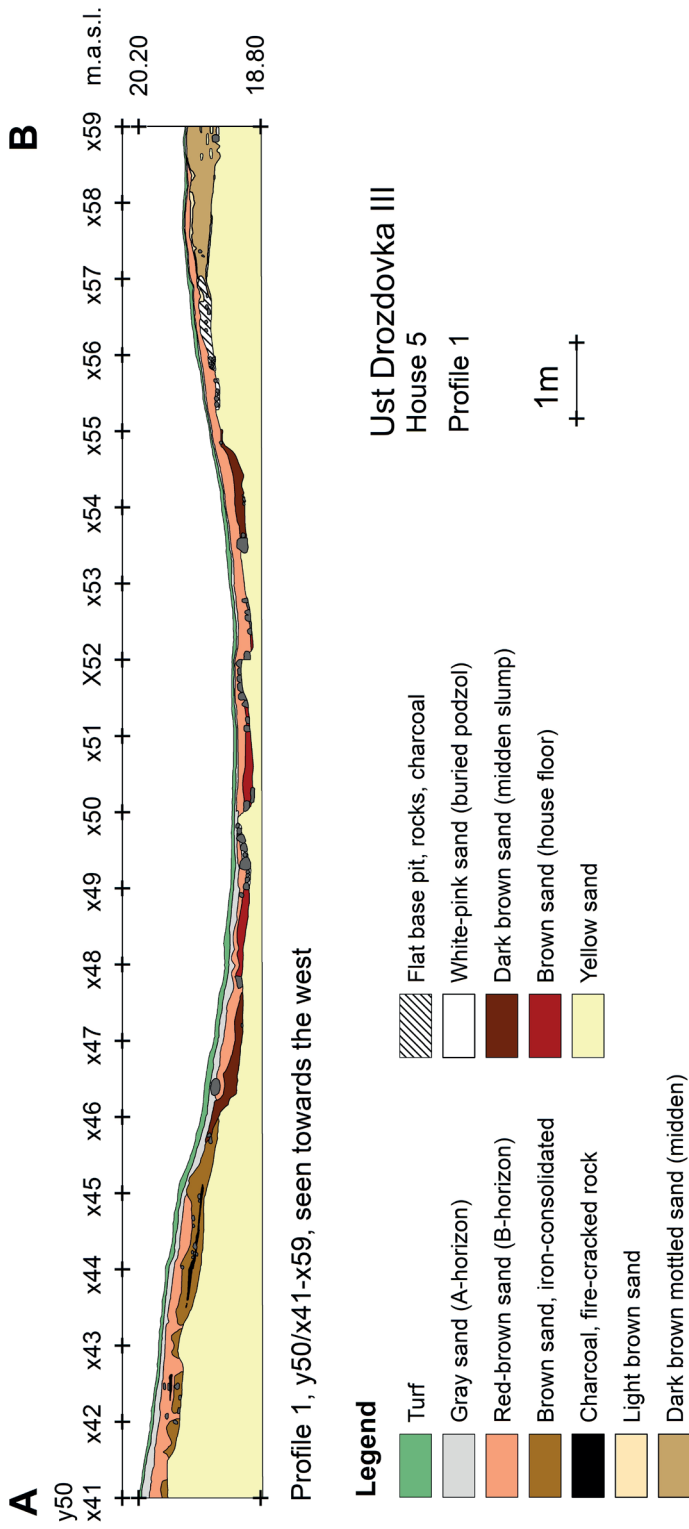 A B
y50 m.a.s.l.
x41 x42 x43 x44 x45 x46 x47 x48 x49 x50 x51 x52 x53 x54 x55 x56 x57 x58 x59
20.20
18.80
Profile 1, y50/x41-x59, seen towards the west
Ust Drozdovka III
House 5
Profile 1
1m
Legend
Turf
Gray sand (A-horizon)
Red-brown sand (B-horizon)
Brown sand, iron-consolidated
Charcoal, fire-cracked rock
Light brown sand
Dark brown mottled sand (midden)
Flat base pit, rocks, charcoal
White-pink sand (buried podzol)
Dark brown sand (midden slump)
Brown sand (house floor)
Yellow sand